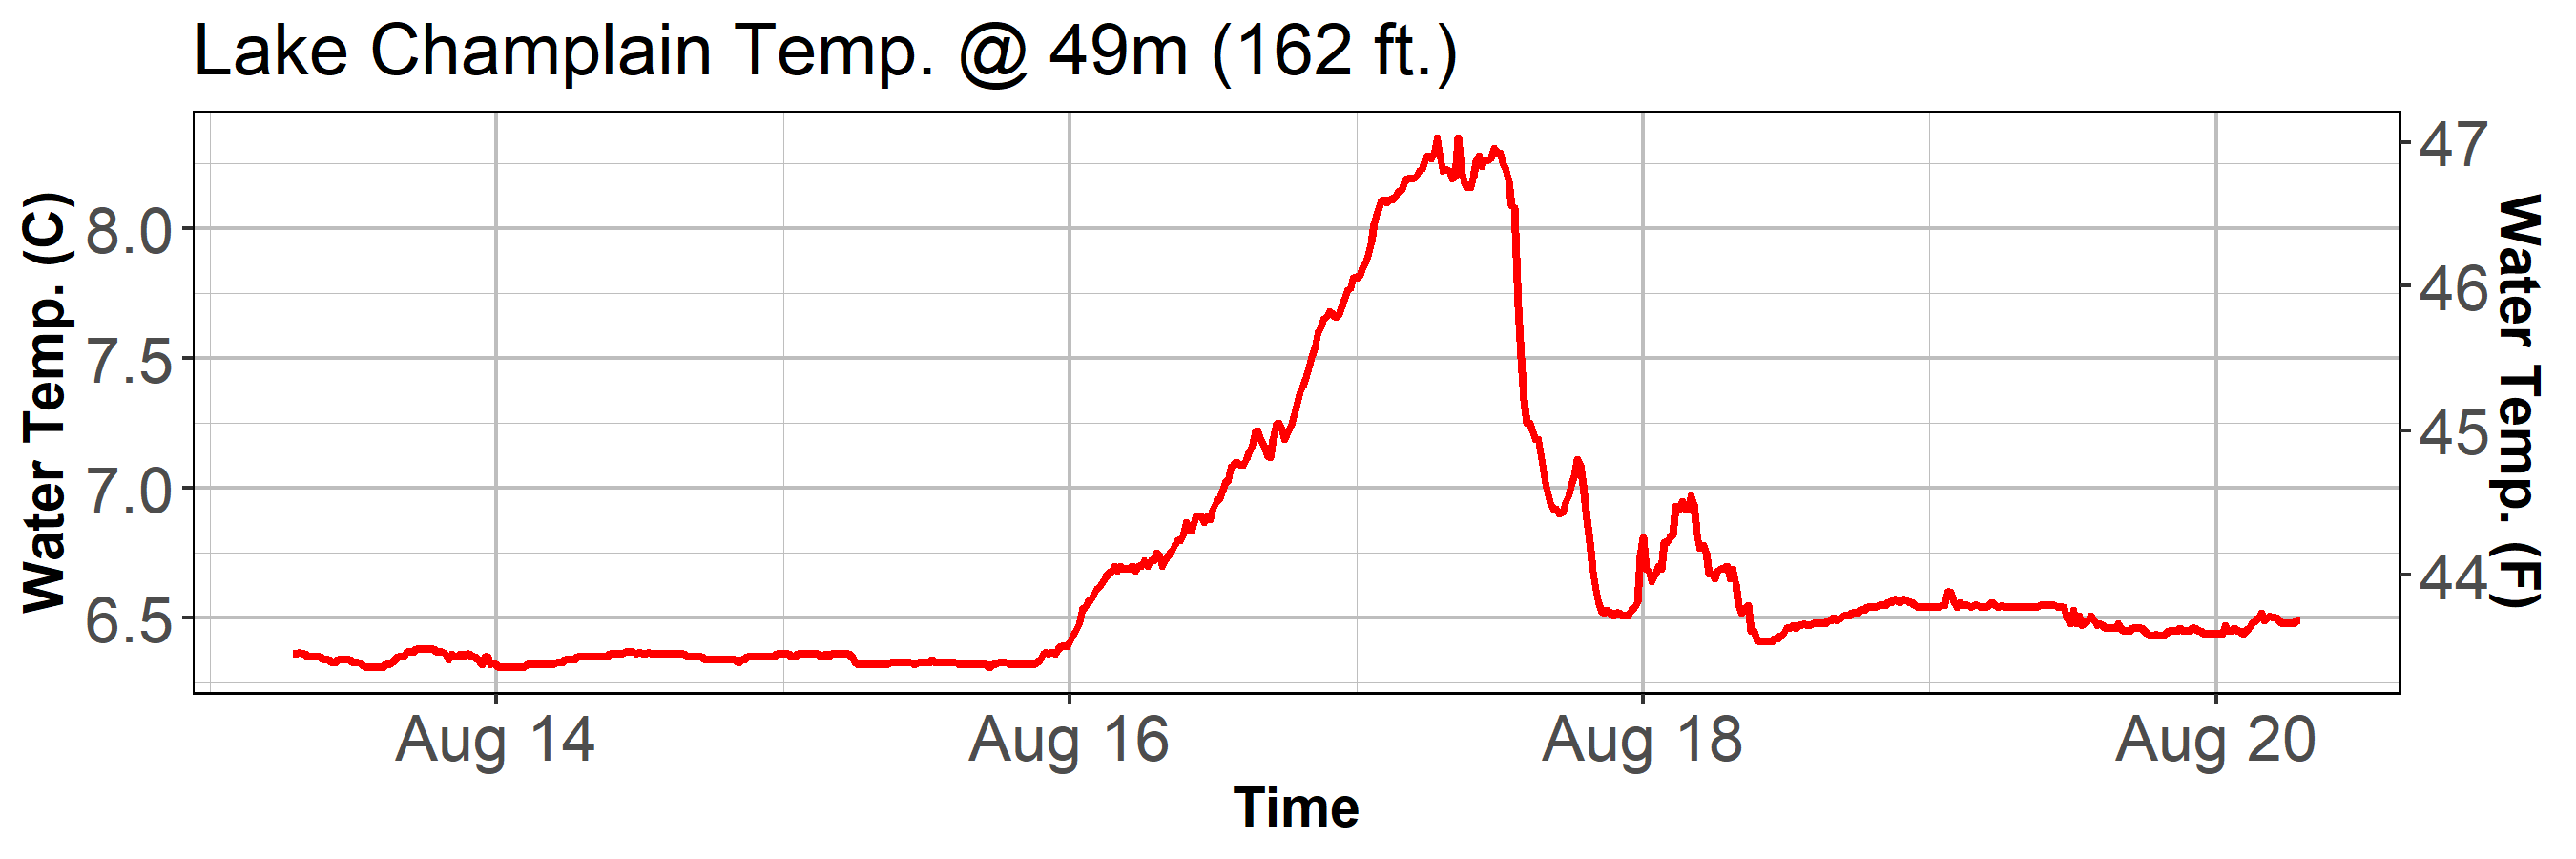 Lake Champlain Temp. @ 49m (162 ft.)
Water Temp. (C)
8.0
7.5
7.0
6.5
47
46
45
44
Water Temp. (F)
Aug 14
Aug 16
Aug 18
Aug 20
Time